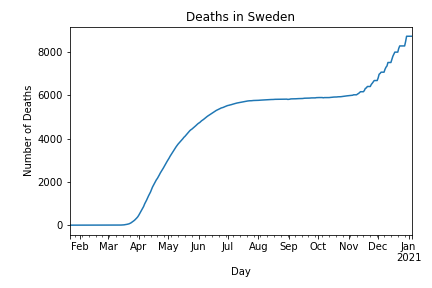 Deaths in Sweden
Number of Deaths
8000
6000
4000
2000
0
Feb Mar Apr May Jun Jul Aug Sep Oct Nov Dec Jan
2021
Day